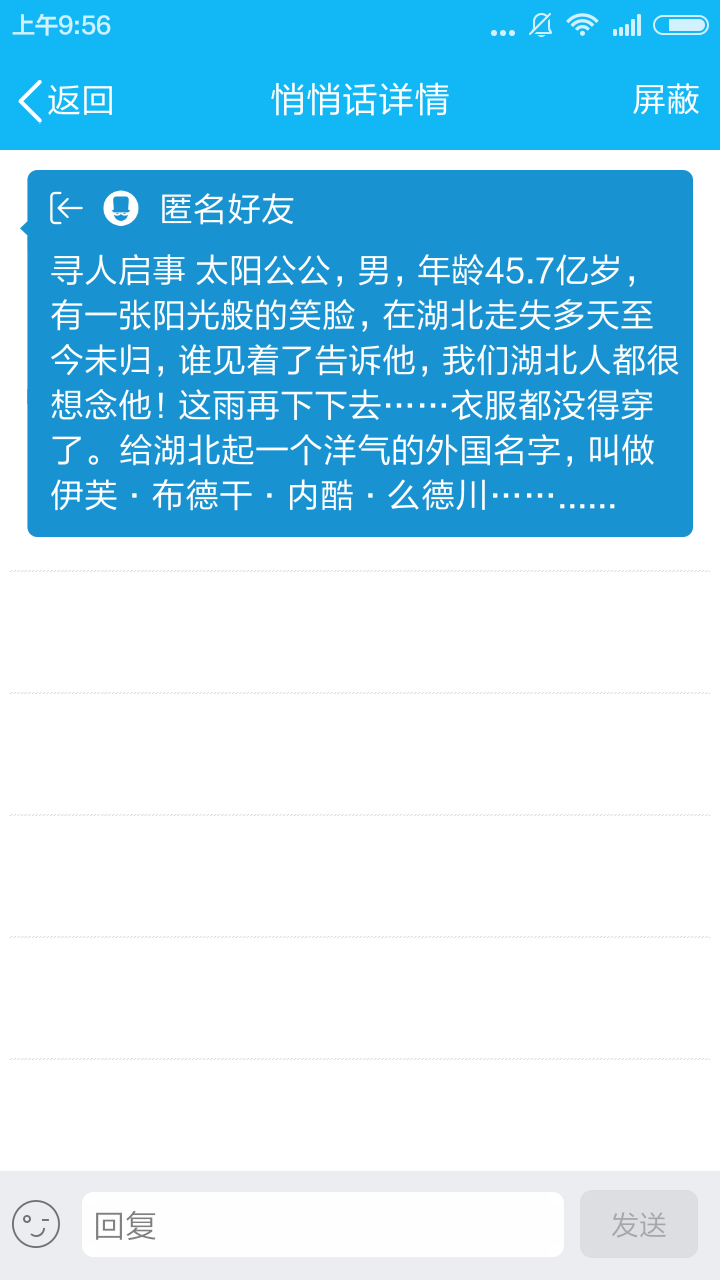 上午9:56
返回 悄悄话详情 屏蔽
匿名好友
寻人启事 太阳公公，男，年龄45.7亿岁，
有一张阳光般的笑脸，在湖北走失多天至
今未归，谁见着了告诉他，我们湖北人都很
想念他！这雨再下下去……衣服都没得穿
了。给湖北起一个洋气的外国名字，叫做
伊芙·布德干·内酷·么德川……......
回复 发送